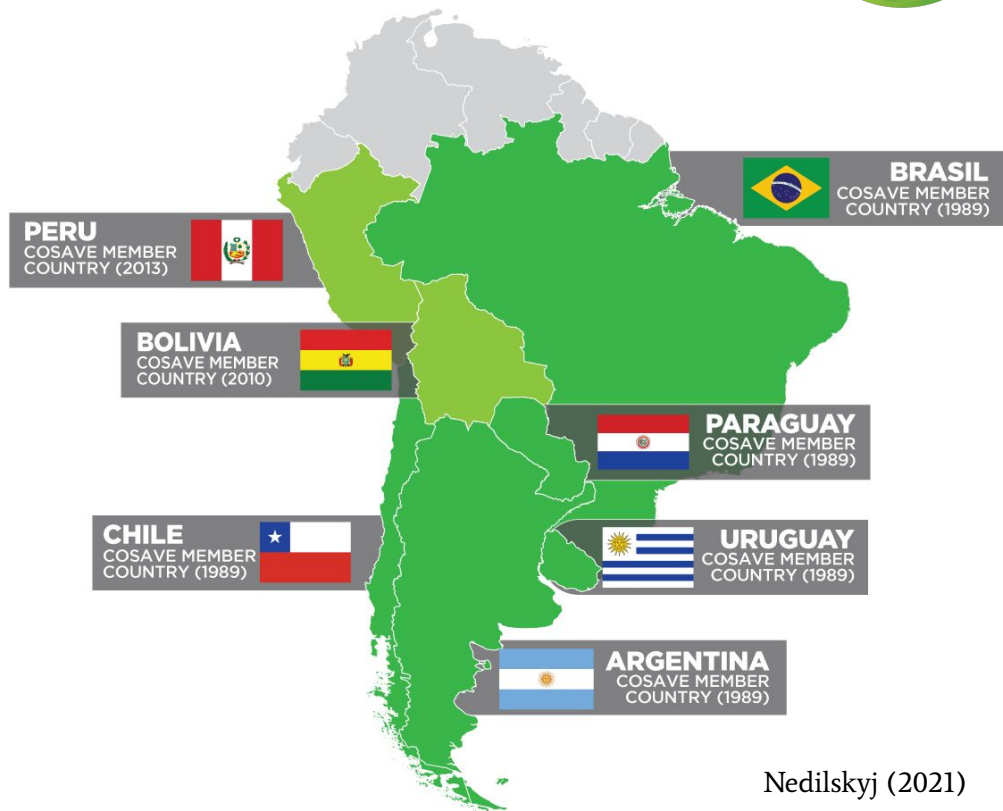 BRASIL
COSAVE MEMBER
COUNTRY (1989)
PERU
COSAVE MEMBER
COUNTRY (2013)
BOLIVIA
COSAVE MEMBER
COUNTRY (2010)
PARAGUAY
COSAVE MEMBER
COUNTRY (1989)
CHILE
COSAVE MEMBER
COUNTRY (1989)
URUGUAY
COSAVE MEMBER
COUNTRY (1989)
ARGENTINA
COSAVE MEMBER
COUNTRY (1989)
Nedilskyj (2021)